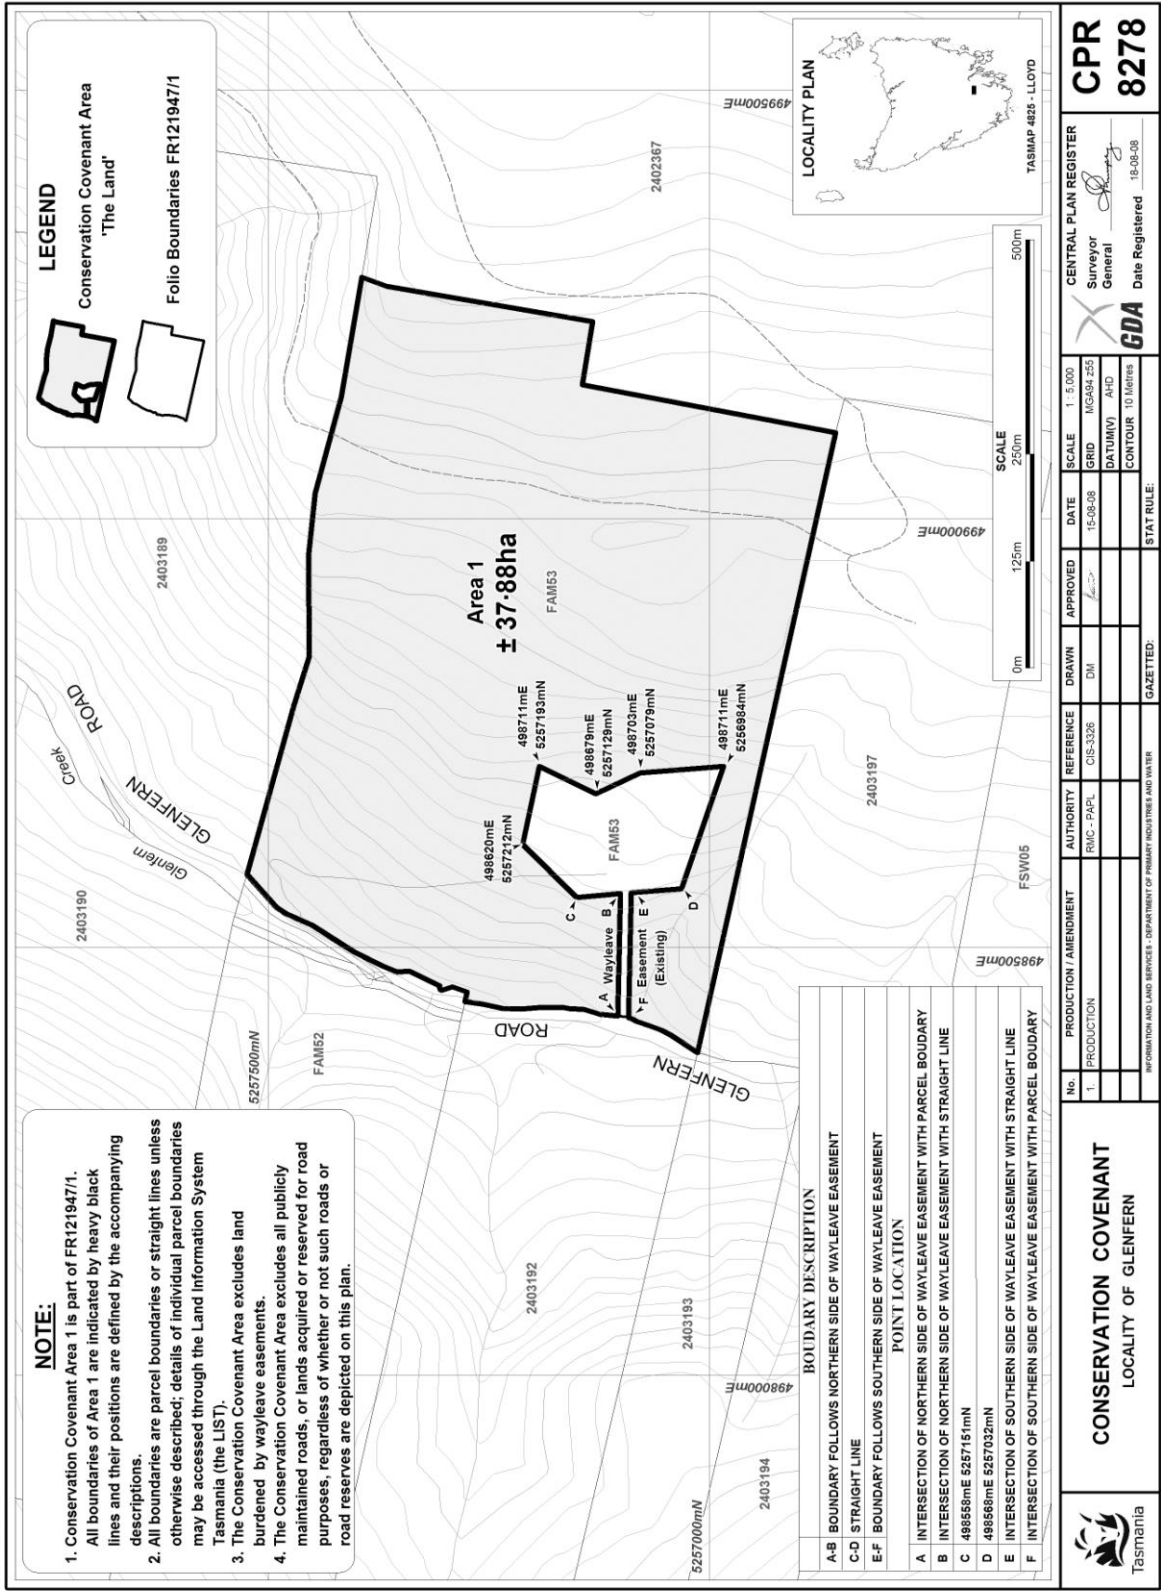 NOTE:
1. Conservation Covenant Area 1 is part of FR121947/1.
All boundaries of Area 1 are indicated by heavy black
lines and their positions are defined by the accompanying
descriptions.
2. All boundaries are parcel boundaries or straight lines unless
otherwise described; details of individual parcel boundaries
may be accessed through the Land Information System
Tasmania (the LIST).
3. The Conservation Covenant Area excludes land
burdened by wayleave easements.
4. The Conservation Covenant Area excludes all publicly
maintained roads, or lands acquired or reserved for road
purposes, regardless of whether or not such roads or
road reserves are depicted on this plan.
LEGEND
Conservation Covenant Area
'The Land'
Folio Boundaries FR121947/1
2403190
2403189
Creek
Glenfern
GLENFERN
ROAD
5257500mN
FAM52
Area 1
± 37·88ha
FAM53
498711mE
5257193mN
498620mE
5257212mN
498679mE
5257129mN
498703mE
5257079mN
498711mE
5256984mN
FAM53
C
A Wayleave B
F Easement E
(Existing)
D
ROAD
GLENFERN
2402367
2403192
2403193
2403194
2403197
FSW05
5257000mN
498000mE
498500mE
499000mE
499500mE
BOUDARY DESCRIPTION
A-B BOUNDARY FOLLOWS NORTHERN SIDE OF WAYLEAVE EASEMENT
C-D STRAIGHT LINE
E-F BOUNDARY FOLLOWS SOUTHERN SIDE OF WAYLEAVE EASEMENT
POINT LOCATION
A INTERSECTION OF NORTHERN SIDE OF WAYLEAVE EASEMENT WITH PARCEL BOUDARY
B INTERSECTION OF NORTHERN SIDE OF WAYLEAVE EASEMENT WITH STRAIGHT LINE
C 498558mE 5257151mN
D 498568mE 5257032mN
E INTERSECTION OF SOUTHERN SIDE OF WAYLEAVE EASEMENT WITH STRAIGHT LINE
F INTERSECTION OF SOUTHERN SIDE OF WAYLEAVE EASEMENT WITH PARCEL BOUDARY
SCALE
0m 125m 250m 500m
LOCALITY PLAN
TASMAP 4825 - LLOYD
Tasmania
CONSERVATION COVENANT
LOCALITY OF GLENFERN
No. PRODUCTION / AMENDMENT AUTHORITY REFERENCE DRAWN APPROVED DATE
1. PRODUCTION RMC - PAPL CIS-3326 DM 15-08-08
SCALE 1 : 5,000
GRID MGA94 z55
DATUM(V) AHD
CONTOUR 10 Metres
INFORMATION AND LAND SERVICES - DEPARTMENT OF PRIMARY INDUSTRIES AND WATER
GAZETTED:
STAT RULE:
GDA
CENTRAL PLAN REGISTER
Surveyor
General
Date Registered 18-08-08
CPR
8278